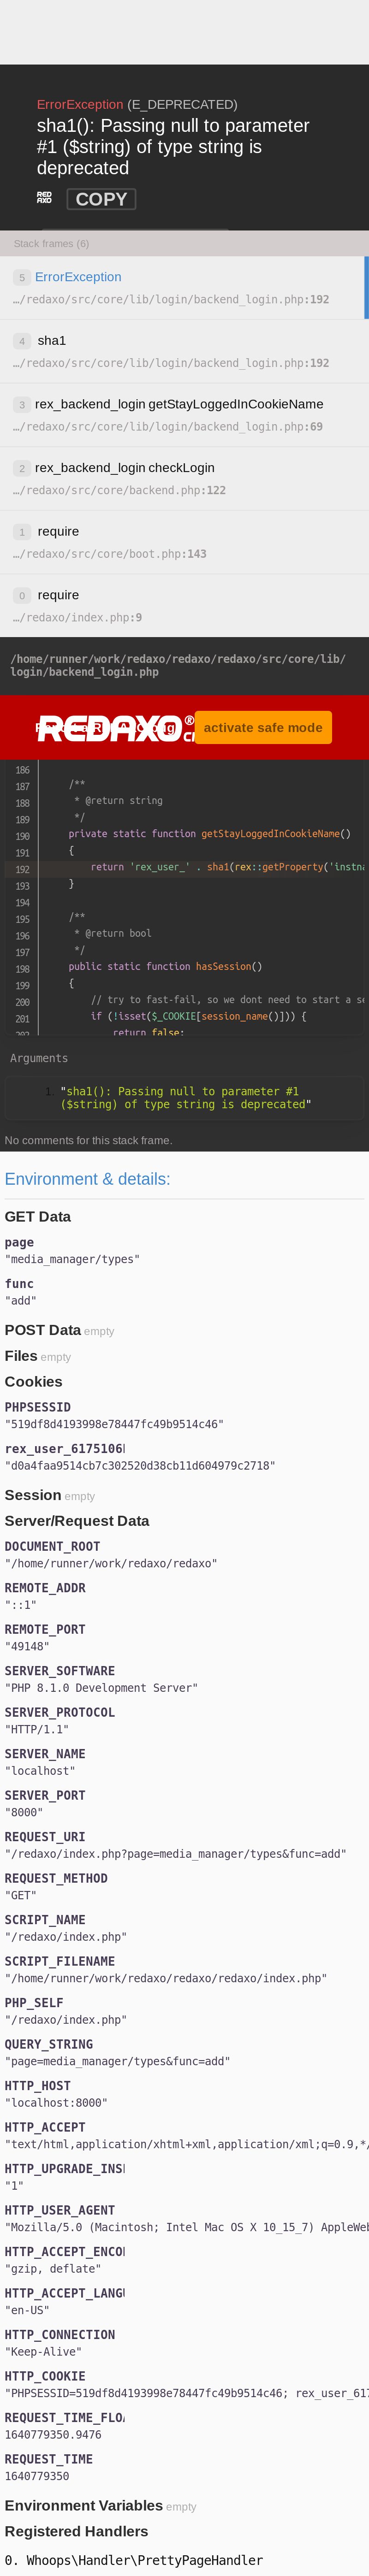 ErrorException (E_DEPRECATED)
sha1(): Passing null to parameter
#1 ($string) of type string is
deprecated
RED
AXO
COPY
Stack frames (6)
5 ErrorException
…/redaxo/src/core/lib/login/backend_login.php:192
4 sha1
…/redaxo/src/core/lib/login/backend_login.php:192
3 rex_backend_login getStayLoggedInCookieName
…/redaxo/src/core/lib/login/backend_login.php:69
2 rex_backend_login checkLogin
…/redaxo/src/core/backend.php:122
1 require
…/redaxo/src/core/boot.php:143
0 require
…/redaxo/index.php:9
/home/runner/work/redaxo/redaxo/redaxo/src/core/lib/
login/backend_login.php
REDAXO®
activate safe mode
186
187 /**
188 * @return string
189 */
190 private static function getStayLoggedInCookieName()
191 {
192 return 'rex_user_' . sha1(rex::getProperty('instna
193 }
194
195 /**
196 * @return bool
197 */
198 public static function hasSession()
199 {
200 // try to fast-fail, so we dont need to start a se
201 if (!isset($_COOKIE[session_name()])) {
202 return false;
Arguments
1. "sha1(): Passing null to parameter #1
($string) of type string is deprecated"
No comments for this stack frame.
Environment & details:
GET Data
page
"media_manager/types"
func
"add"
POST Data empty
Files empty
Cookies
PHPSESSID
"519df8d4193998e78447fc49b9514c46"
rex_user_6175106
"d0a4faa9514cb7c302520d38cb11d604979c2718"
Session empty
Server/Request Data
DOCUMENT_ROOT
"/home/runner/work/redaxo/redaxo"
REMOTE_ADDR
"::1"
REMOTE_PORT
"49148"
SERVER_SOFTWARE
"PHP 8.1.0 Development Server"
SERVER_PROTOCOL
"HTTP/1.1"
SERVER_NAME
"localhost"
SERVER_PORT
"8000"
REQUEST_URI
"/redaxo/index.php?page=media_manager/types&func=add"
REQUEST_METHOD
"GET"
SCRIPT_NAME
"/redaxo/index.php"
SCRIPT_FILENAME
"/home/runner/work/redaxo/redaxo/redaxo/index.php"
PHP_SELF
"/redaxo/index.php"
QUERY_STRING
"page=media_manager/types&func=add"
HTTP_HOST
"localhost:8000"
HTTP_ACCEPT
"text/html,application/xhtml+xml,application/xml;q=0.9,*/
HTTP_UPGRADE_INS
"1"
HTTP_USER_AGENT
"Mozilla/5.0 (Macintosh; Intel Mac OS X 10_15_7) AppleWeb
HTTP_ACCEPT_ENCO
"gzip, deflate"
HTTP_ACCEPT_LANG
"en-US"
HTTP_CONNECTION
"Keep-Alive"
HTTP_COOKIE
"PHPSESSID=519df8d4193998e78447fc49b9514c46; rex_user_617
REQUEST_TIME_FLO
1640779350.9476
REQUEST_TIME
1640779350
Environment Variables empty
Registered Handlers
0. Whoops\Handler\PrettyPageHandler